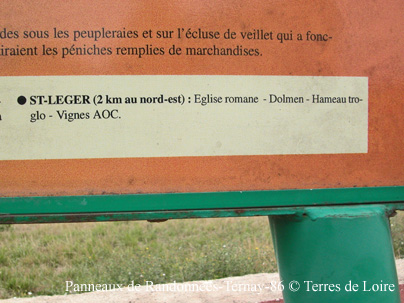 des sous les peupleraies et sur l'écluse de veillet qui a fonc-
iraient les péniches remplies de marchandises.
● ST-LEGER (2 km au nord-est) : Eglise romane - Dolmen - Hameau tro-
glo - Vignes AOC.
Panneaux de Randonnées-Ternay-86 © Terres de Loire